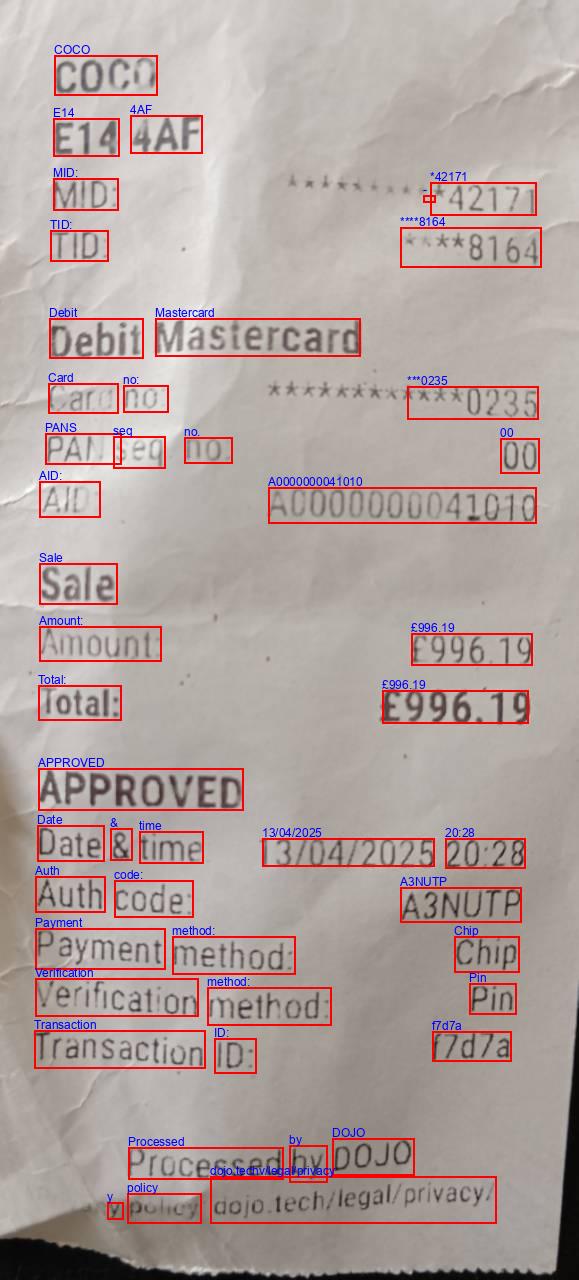 COCO
E14 4AF
MID: *********42171
TID: ****8164
Debit Mastercard
Card no: ************0235
PAN seq no. 00
AID: A0000000041010
Sale
Amount: £996.19
Total: £996.19
APPROVED
Date & time 13/04/2025 20:28
Auth code: A3NUTP
Payment method: Chip
Verification method: Pin
Transaction ID: f7d7a
Processed by DOJO
policy dojo.tech/legal/privacy/